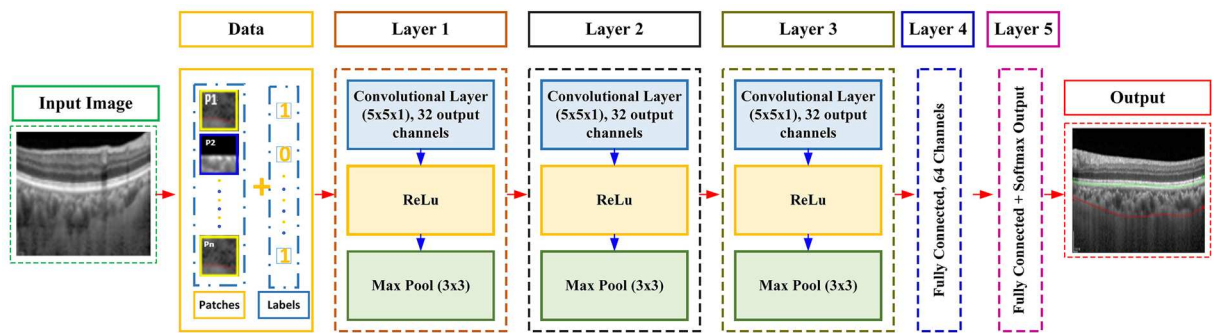 Data
Layer 1
Layer 2
Layer 3
Layer 4
Layer 5
Input Image
P1
P2
Pn
1
0
1
+
Patches
Labels
Convolutional Layer
(5x5x1), 32 output
channels
ReLu
Max Pool (3x3)
Convolutional Layer
(5x5x1), 32 output
channels
ReLu
Max Pool (3x3)
Convolutional Layer
(5x5x1), 32 output
channels
ReLu
Max Pool (3x3)
Fully Connected, 64 Channels
Fully Connected + Softmax Output
Output